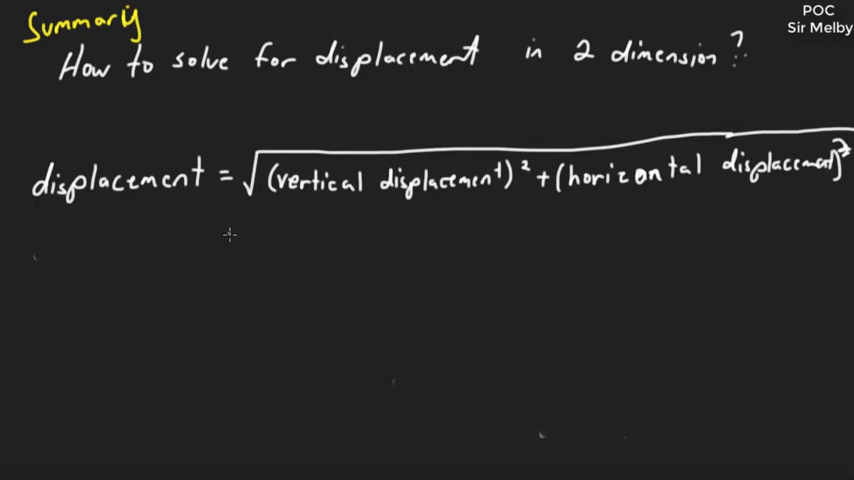 Summary
POC
Sir Melby
How to solve for displacement in 2 dimension?
displacement = √(vertical displacement)² + (horizontal displacement)²